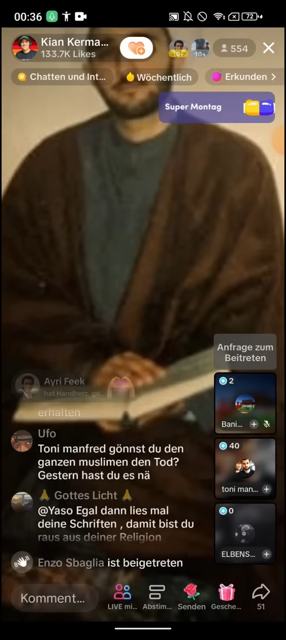 00:36
72
Kian Kerma...
133.7K Likes
554
Chatten und Int...
Wöchentlich
Erkunden >
Super Montag
Anfrage zum
Beitreten
Ayri Feek
erhalten
2
Bani...
Ufo
Toni manfred gönnst du den
ganzen muslimen den Tod?
Gestern hast du es nä
40
toni man...
Gottes Licht
@Yaso Egal dann lies mal
deine Schriften , damit bist du
raus aus deiner Religion
0
ELBENS...
Enzo Sbaglia ist beigetreten
Komment...
LIVE mi...
Abstim...
Senden
Gesche...
51